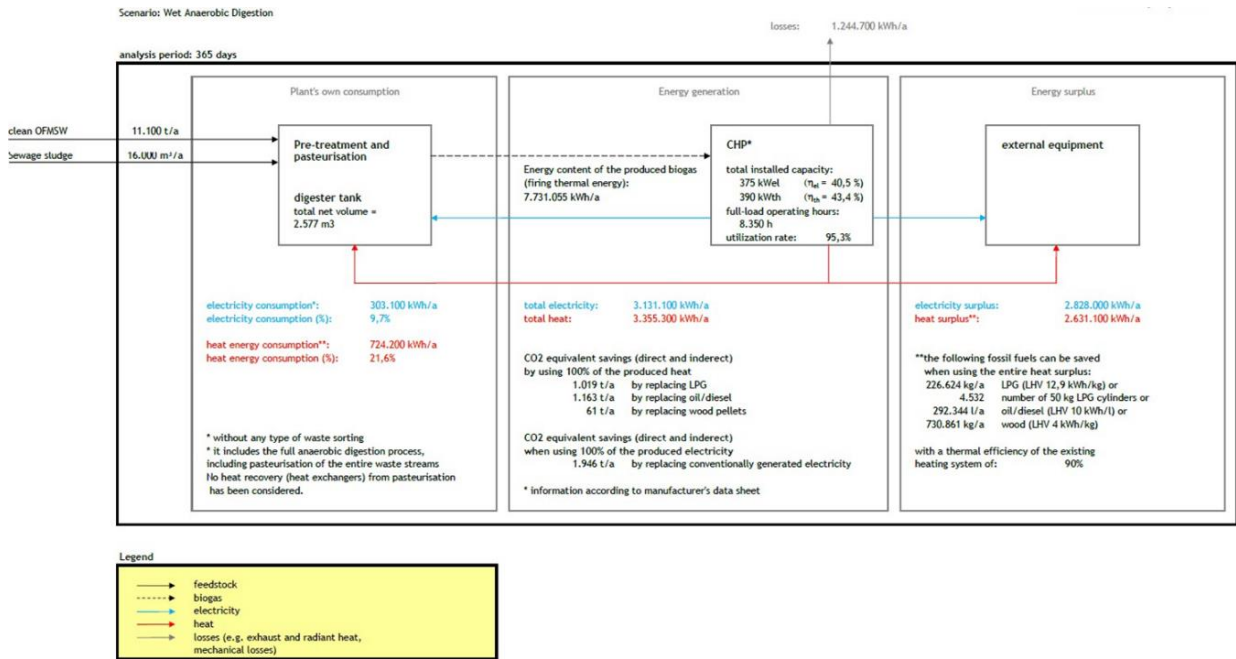 Scenario: Wet Anaerobic Digestion
losses: 1.244.700 kWh/a
analysis period: 365 days
Plant's own consumption
Energy generation
Energy surplus
clean OFMSW 11.100 t/a
Sewage sludge 16.000 m³/a
Pre-treatment and
pasteurisation
digester tank
total net volume =
2.577 m3
Energy content of the produced biogas
(firing thermal energy):
7.731.055 kWh/a
CHP*
total installed capacity:
375 kWel (ηel = 40,5 %)
390 kWth (ηth = 43,4 %)
full-load operating hours:
8.350 h
utilization rate: 95,3%
external equipment
electricity consumption*: 303.100 kWh/a
electricity consumption (%): 9,7%
heat energy consumption**: 724.200 kWh/a
heat energy consumption (%): 21,6%
* without any type of waste sorting
* it includes the full anaerobic digestion process,
including pasteurisation of the entire waste streams
No heat recovery (heat exchangers) from pasteurisation
has been considered.
total electricity: 3.131.100 kWh/a
total heat: 3.355.300 kWh/a
CO2 equivalent savings (direct and inderect)
by using 100% of the produced heat
1.019 t/a by replacing LPG
1.163 t/a by replacing oil/diesel
61 t/a by replacing wood pellets
CO2 equivalent savings (direct and inderect)
when using 100% of the produced electricity
1.946 t/a by replacing conventionally generated electricity
* information according to manufacturer's data sheet
electricity surplus: 2.828.000 kWh/a
heat surplus**: 2.631.100 kWh/a
**the following fossil fuels can be saved
when using the entire heat surplus:
226.624 kg/a LPG (LHV 12,9 kWh/kg) or
4.532 number of 50 kg LPG cylinders or
292.344 l/a oil/diesel (LHV 10 kWh/l) or
730.861 kg/a wood (LHV 4 kWh/kg)
with a thermal efficiency of the existing
heating system of: 90%
Legend
feedstock
biogas
electricity
heat
losses (e.g. exhaust and radiant heat,
mechanical losses)